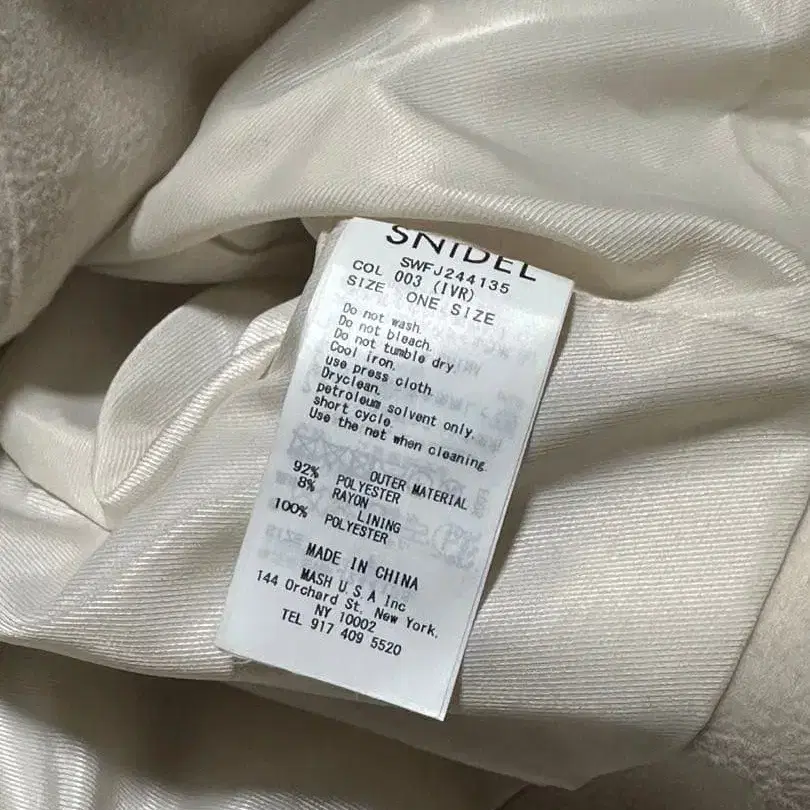 SNIDEL
SWFJ244135
COL 003 (IVR)
SIZE ONE SIZE
Do not wash.
Do not bleach.
Do not tumble dry.
Cool iron.
use press cloth.
Dryclean.
petroleum solvent only.
short cycle.
Use the net when cleaning.
OUTER MATERIAL
92% POLYESTER
8% RAYON
LINING
100% POLYESTER
MADE IN CHINA
MASH U.S.A Inc
144 Orchard St. New York,
NY 10002
TEL 917 409 5520